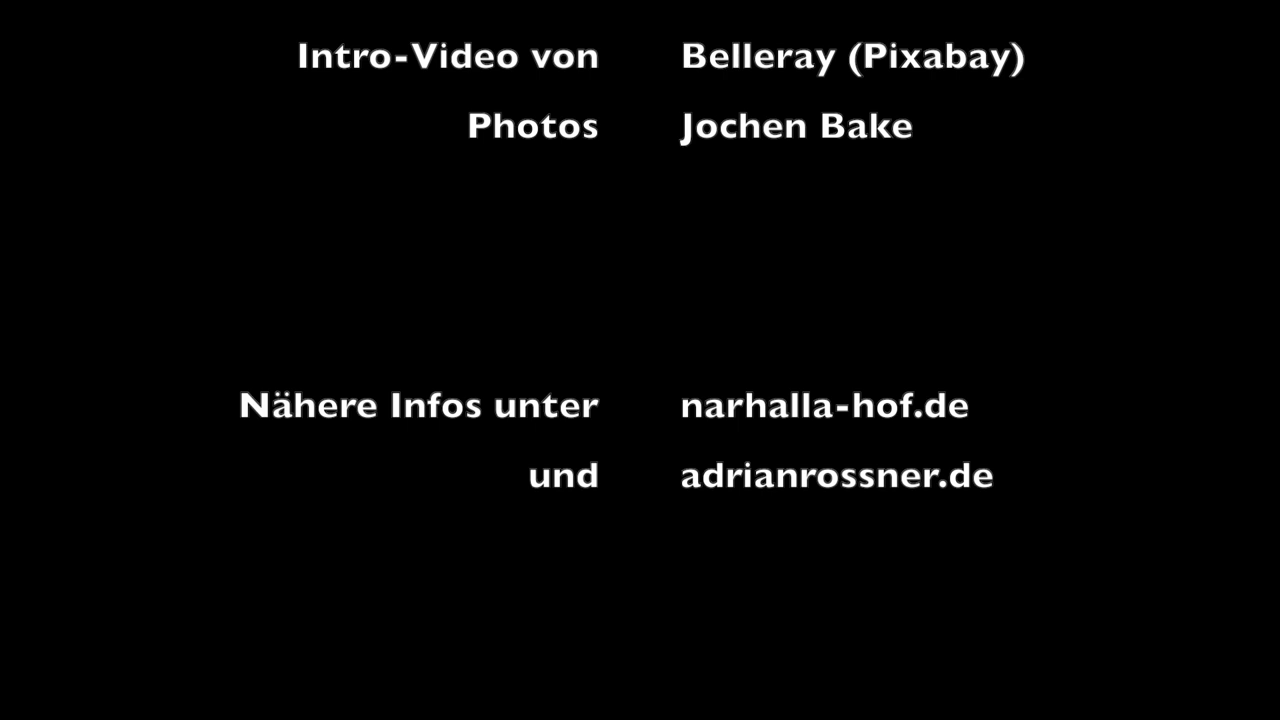 Intro-Video von Belleray (Pixabay)
Photos Jochen Bake
Nähere Infos unter narhalla-hof.de
und adrianrossner.de